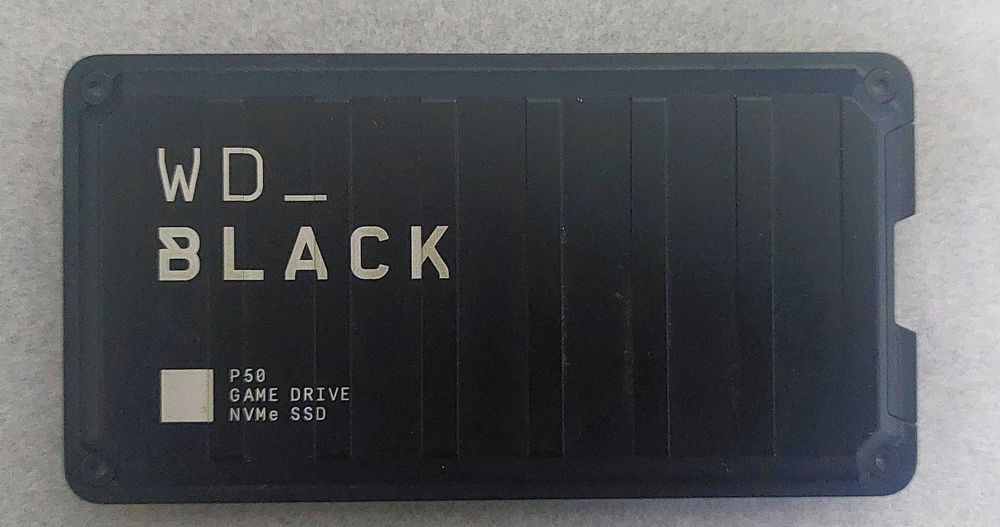 WD_
BLACK
P50
GAME DRIVE
NVMe SSD